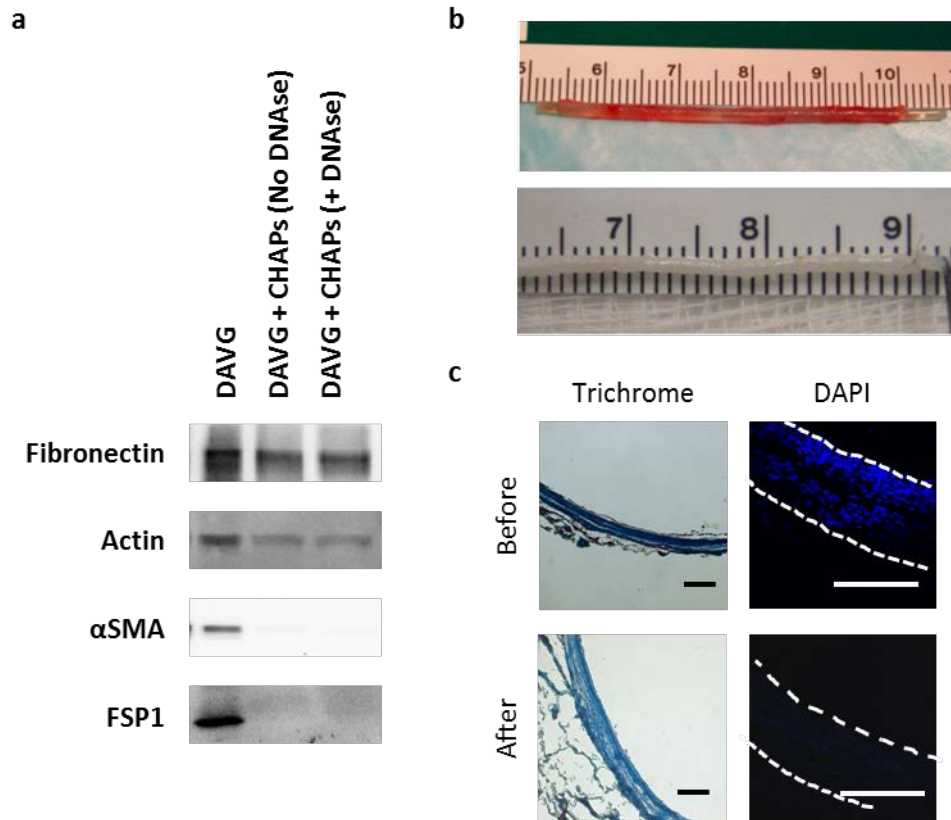 a
DAVG
DAVG + CHAPs (No DNAse)
DAVG + CHAPs (+ DNAse)
Fibronectin
Actin
αSMA
FSP1
b
5 6 7 8 9 10
7 8 9
c
Trichrome DAPI
Before
After